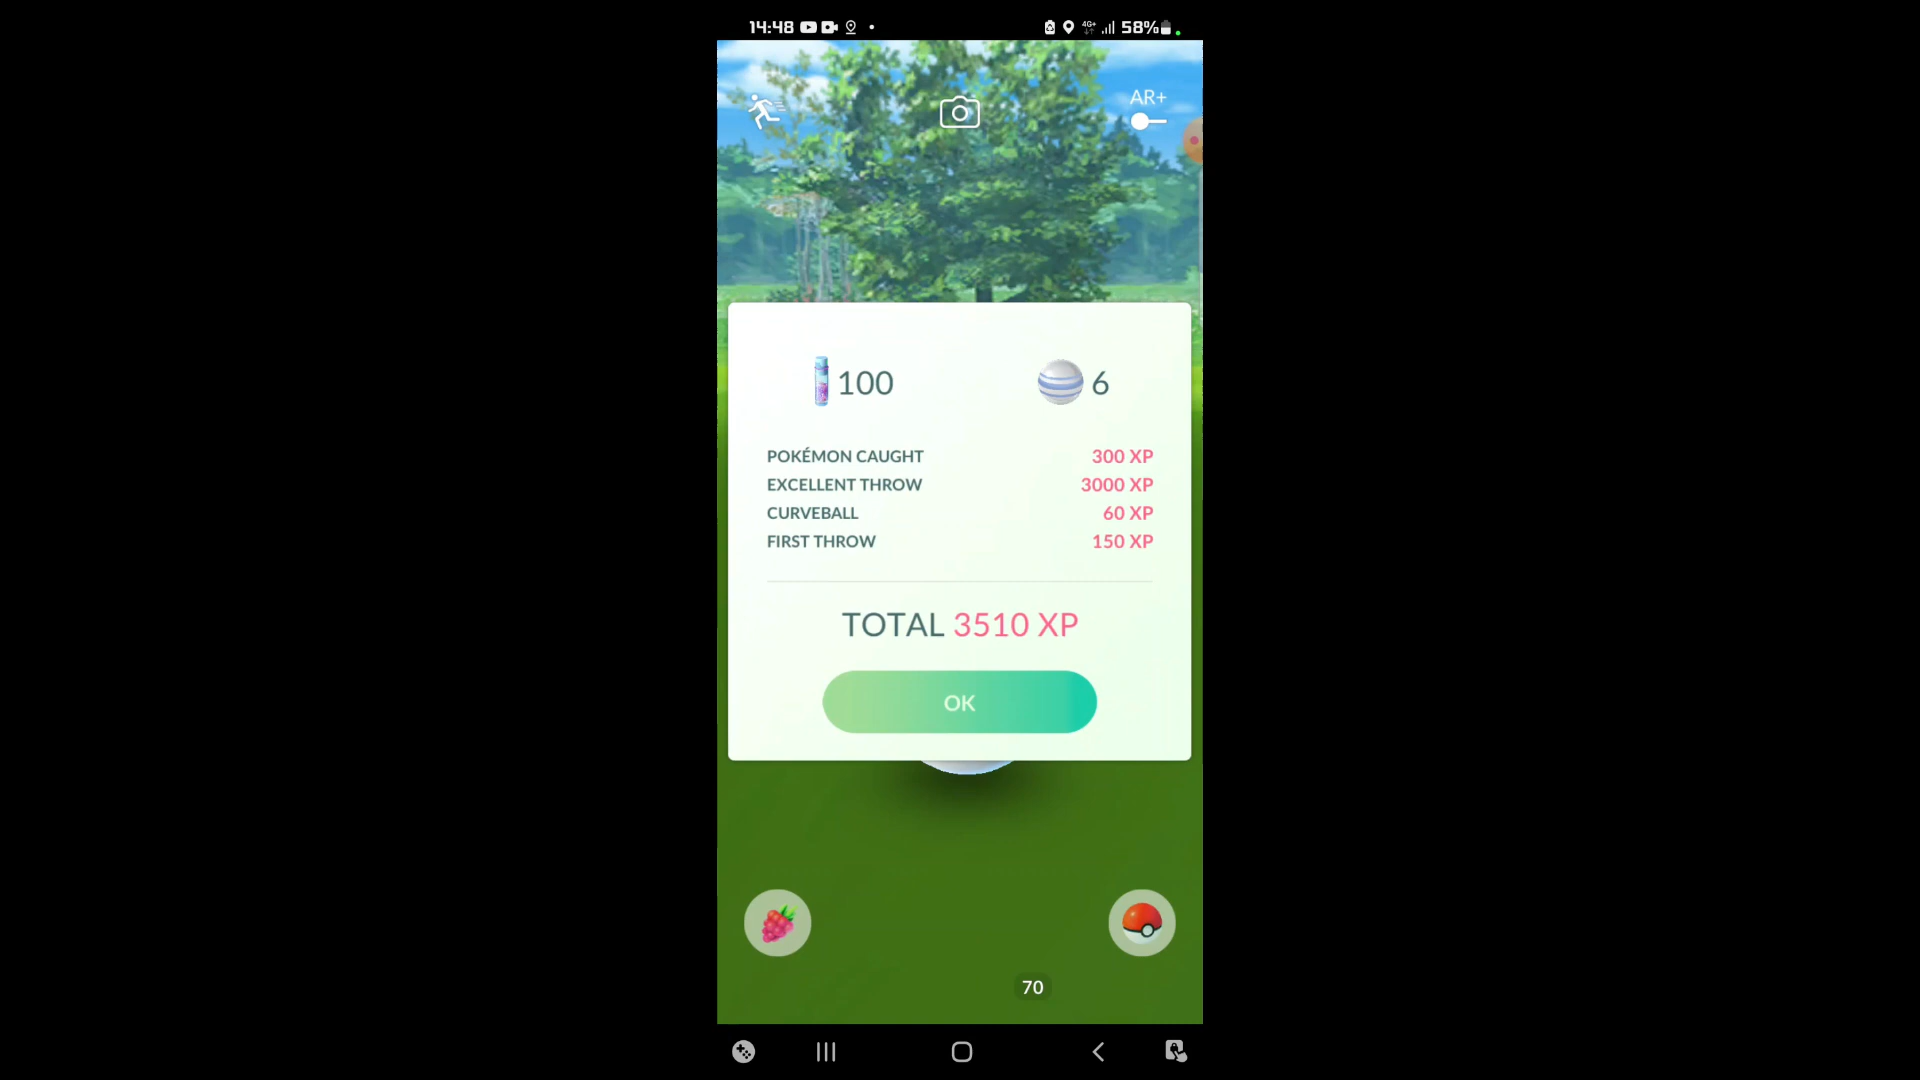 14:48 4G+ 58%
AR+
100 6
POKÉMON CAUGHT 300 XP
EXCELLENT THROW 3000 XP
CURVEBALL 60 XP
FIRST THROW 150 XP
TOTAL 3510 XP
OK
70